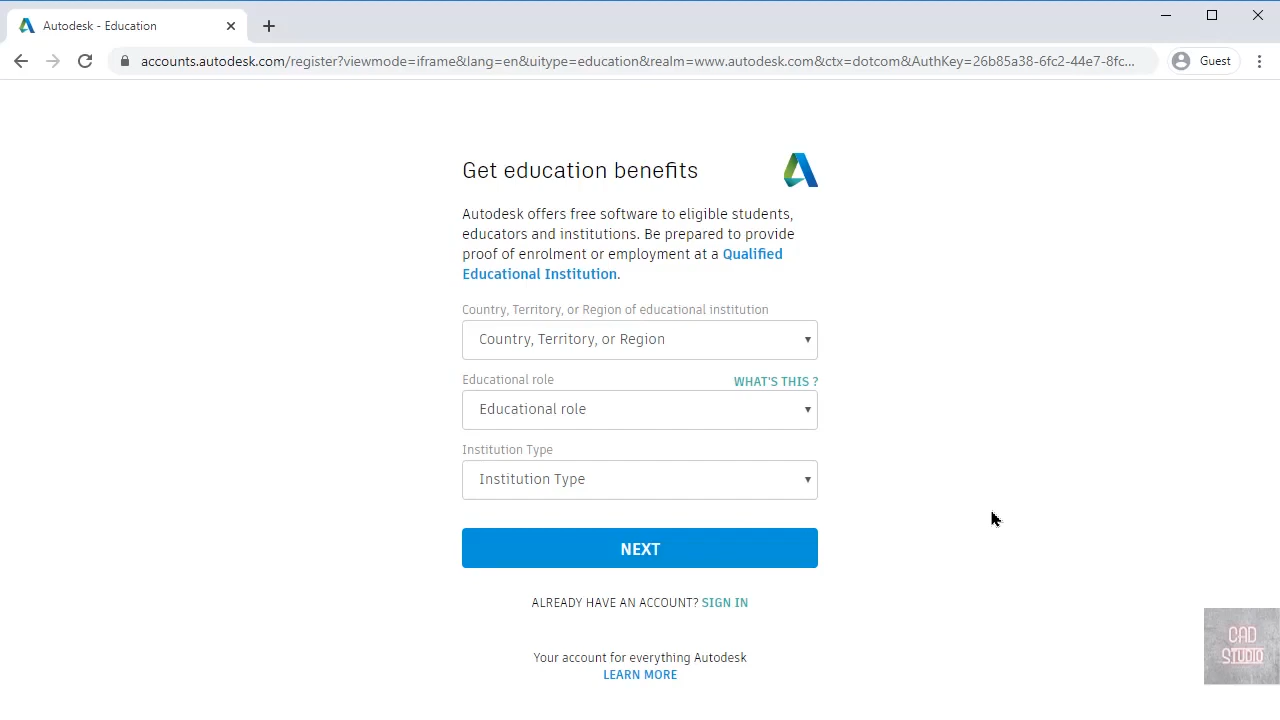 Autodesk - Education
accounts.autodesk.com/register?viewmode=iframe&lang=en&uitype=education&realm=www.autodesk.com&ctx=dotcom&AuthKey=26b85a38-6fc2-44e7-8fc...
Guest
Get education benefits
Autodesk offers free software to eligible students,
educators and institutions. Be prepared to provide
proof of enrolment or employment at a Qualified
Educational Institution.
Country, Territory, or Region of educational institution
Country, Territory, or Region
Educational role WHAT'S THIS ?
Educational role
Institution Type
Institution Type
NEXT
ALREADY HAVE AN ACCOUNT? SIGN IN
Your account for everything Autodesk
LEARN MORE
CAD
STUDIO